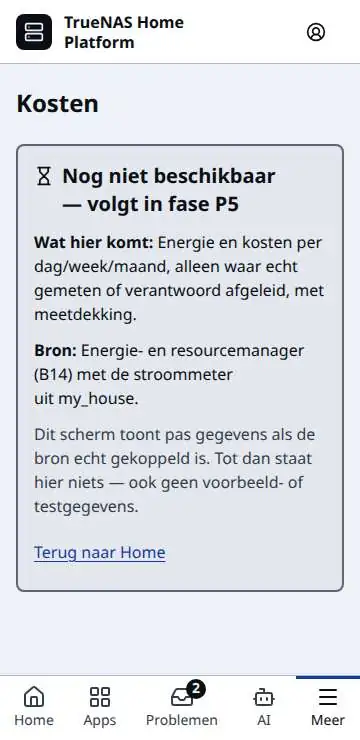 TrueNAS Home
Platform
Kosten
Nog niet beschikbaar
— volgt in fase P5
Wat hier komt: Energie en kosten per
dag/week/maand, alleen waar echt
gemeten of verantwoord afgeleid, met
meetdekking.
Bron: Energie- en resourcemanager
(B14) met de stroommeter
uit my_house.
Dit scherm toont pas gegevens als de
bron echt gekoppeld is. Tot dan staat
hier niets — ook geen voorbeeld- of
testgegevens.
Terug naar Home
2
Home Apps Problemen AI Meer